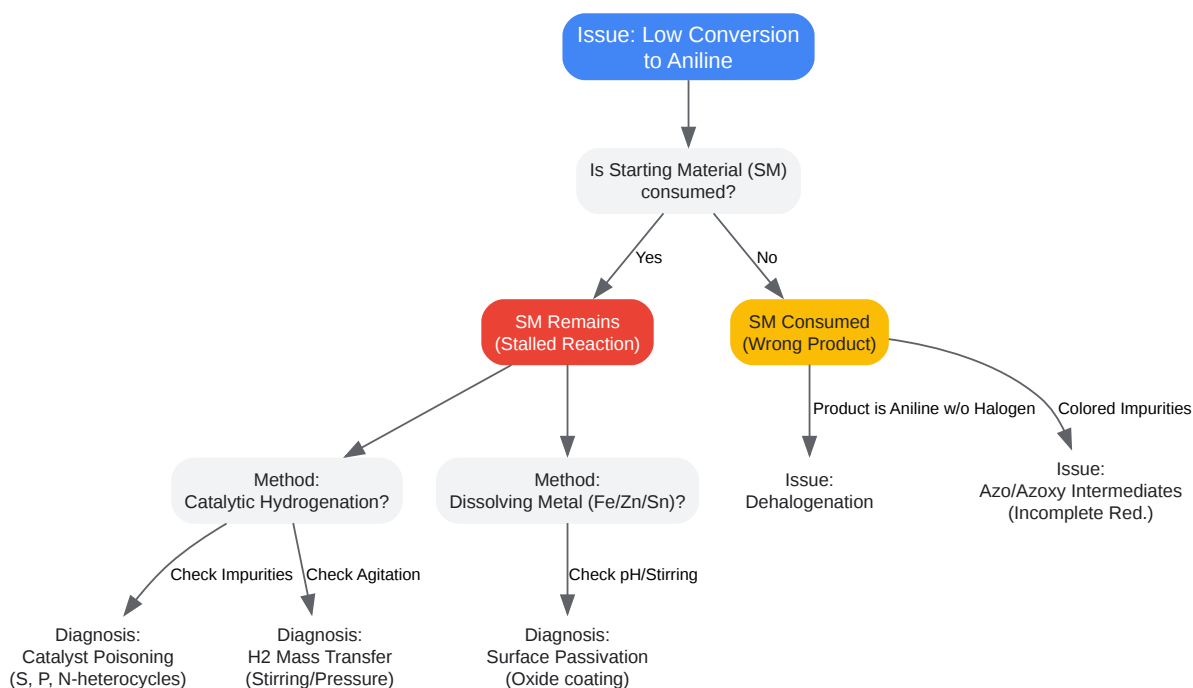 Issue: Low Conversion
to Aniline
Is Starting Material (SM)
consumed?
Yes
No
SM Remains
(Stalled Reaction)
SM Consumed
(Wrong Product)
Product is Aniline w/o Halogen
Colored Impurities
Method:
Catalytic Hydrogenation?
Method:
Dissolving Metal (Fe/Zn/Sn)?
Issue:
Dehalogenation
Issue:
Azo/Azoxy Intermediates
(Incomplete Red.)
Check Impurities
Check Agitation
Check pH/Stirring
Diagnosis:
Catalyst Poisoning
(S, P, N-heterocycles)
Diagnosis:
H2 Mass Transfer
(Stirring/Pressure)
Diagnosis:
Surface Passivation
(Oxide coating)